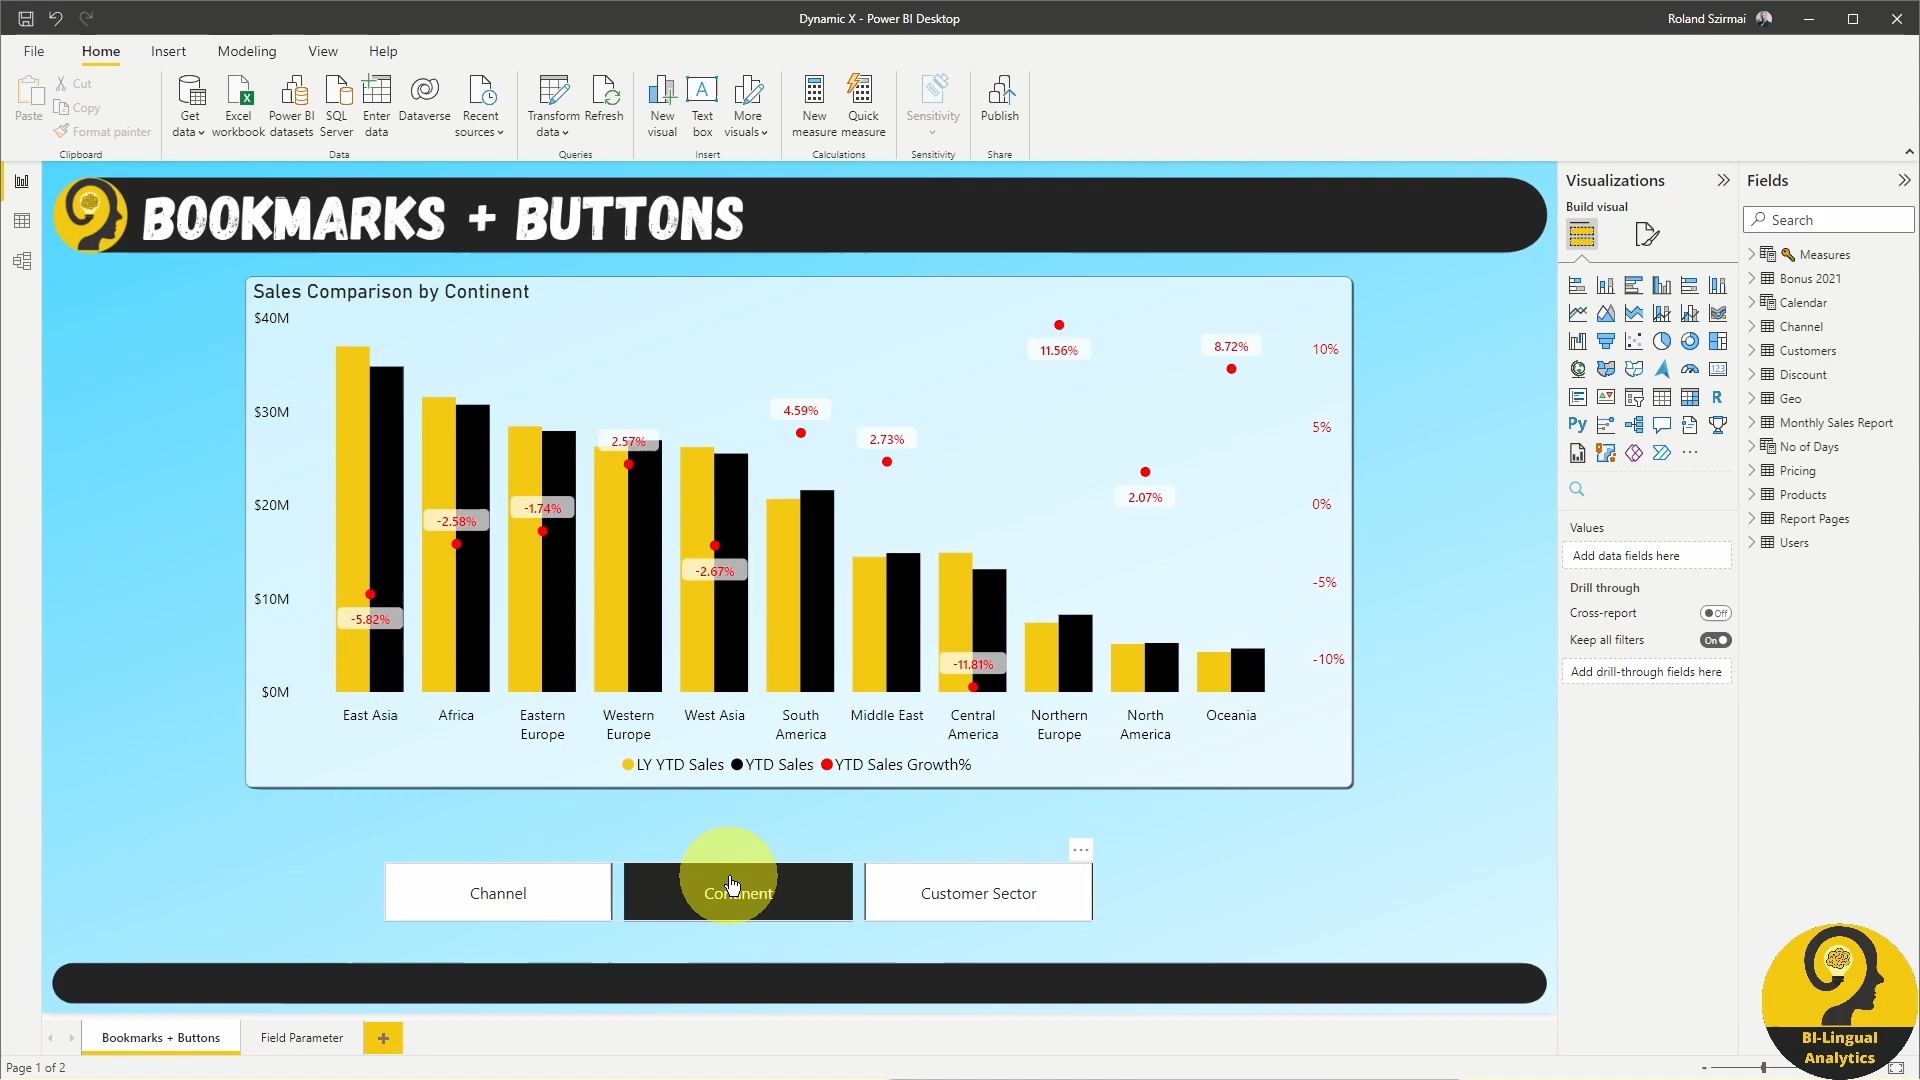 Dynamic X - Power BI Desktop
Roland Szirmai
File Home Insert Modeling View Help
Paste
Cut
Copy
Format painter
Clipboard
Get data
Excel workbook
Power BI datasets
SQL Server
Enter data
Dataverse
Recent sources
Data
Transform data
Refresh
Queries
New visual
Text box
More visuals
Insert
New measure
Quick measure
Calculations
Sensitivity
Sensitivity
Publish
Share
BOOKMARKS + BUTTONS
Sales Comparison by Continent
$40M
$30M
$20M
$10M
$0M
-5.82%
-2.58%
-1.74%
2.57%
-2.67%
4.59%
2.73%
-11.81%
11.56%
2.07%
8.72%
10%
5%
0%
-5%
-10%
East Asia
Africa
Eastern Europe
Western Europe
West Asia
South America
Middle East
Central America
Northern Europe
North America
Oceania
LY YTD Sales YTD Sales YTD Sales Growth%
Channel
Continent
Customer Sector
Visualizations
Build visual
123
R
Py
Values
Add data fields here
Drill through
Cross-report
Off
Keep all filters
On
Add drill-through fields here
Fields
Search
Measures
Bonus 2021
Calendar
Channel
Customers
Discount
Geo
Monthly Sales Report
No of Days
Pricing
Products
Report Pages
Users
BI-Lingual
Analytics
Bookmarks + Buttons
Field Parameter
Page 1 of 2